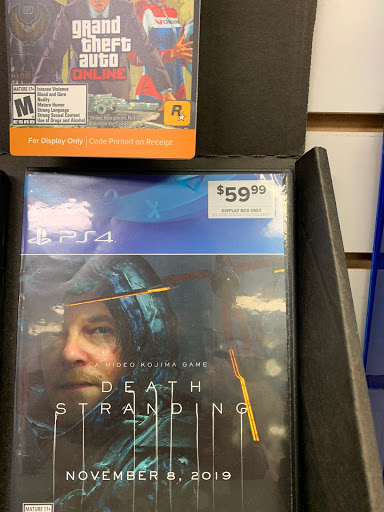 grand
theft
auto
ONLINE
MATURE 17+
M
ESRB
Intense Violence
Blood and Gore
Nudity
Mature Humor
Strong Language
Strong Sexual Content
Use of Drugs and Alcohol
R
For Display Only | Code Printed on Receipt
$59.99
DISPLAY BOX ONLY
PS4
A HIDEO KOJIMA GAME
DEATH
STRANDING
NOVEMBER 8, 2019
MATURE 17+